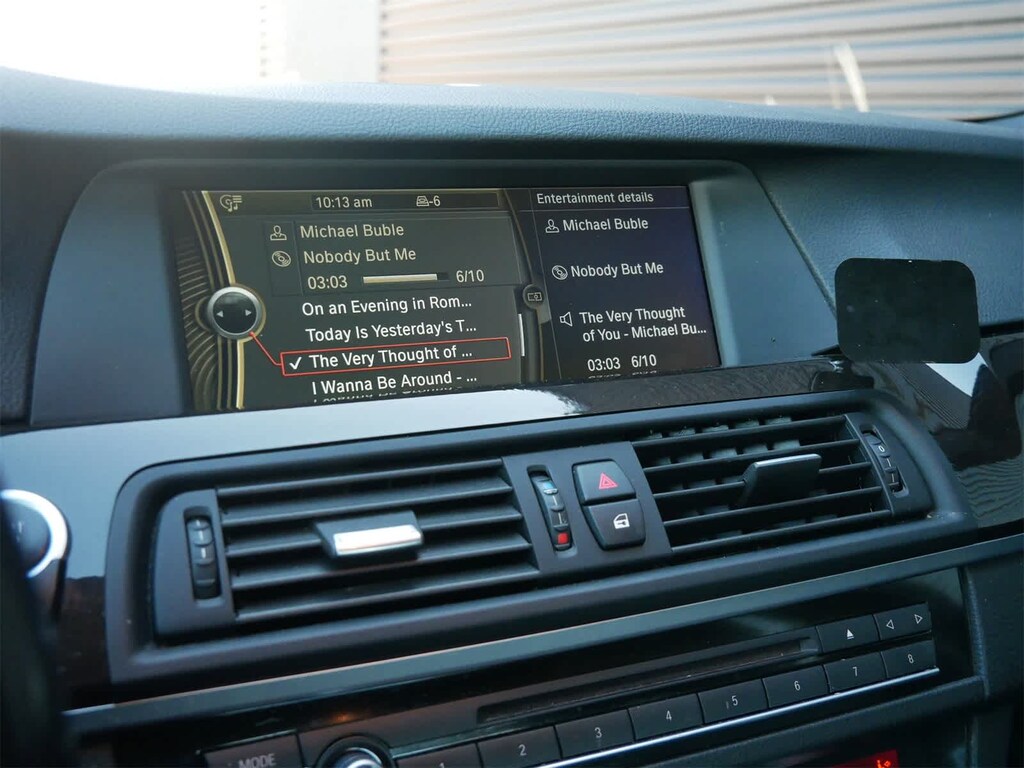 10:13 am
-6
Michael Buble
Nobody But Me
03:03 6/10
On an Evening in Rom...
Today Is Yesterday's T...
✓ The Very Thought of ...
I Wanna Be Around - ...
Entertainment details
Michael Buble
Nobody But Me
The Very Thought
of You - Michael Bu...
03:03 6/10
MODE
1 2 3 4 5 6 7 8